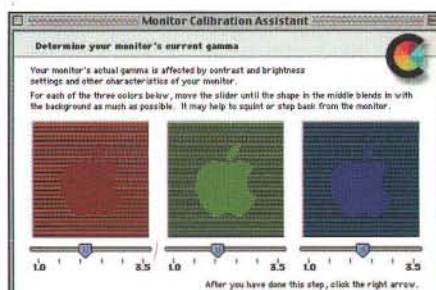 Monitor Calibration Assistant
Determine your monitor's current gamma
Your monitor's actual gamma is affected by contrast and brightness
settings and other characteristics of your monitor.
For each of the three colors below, move the slider until the shape in the middle blends in with
the background as much as possible. It may help to squint or step back from the monitor.
1.0 3.5 1.0 3.5 1.0 3.5
After you have done this step, click the right arrow.